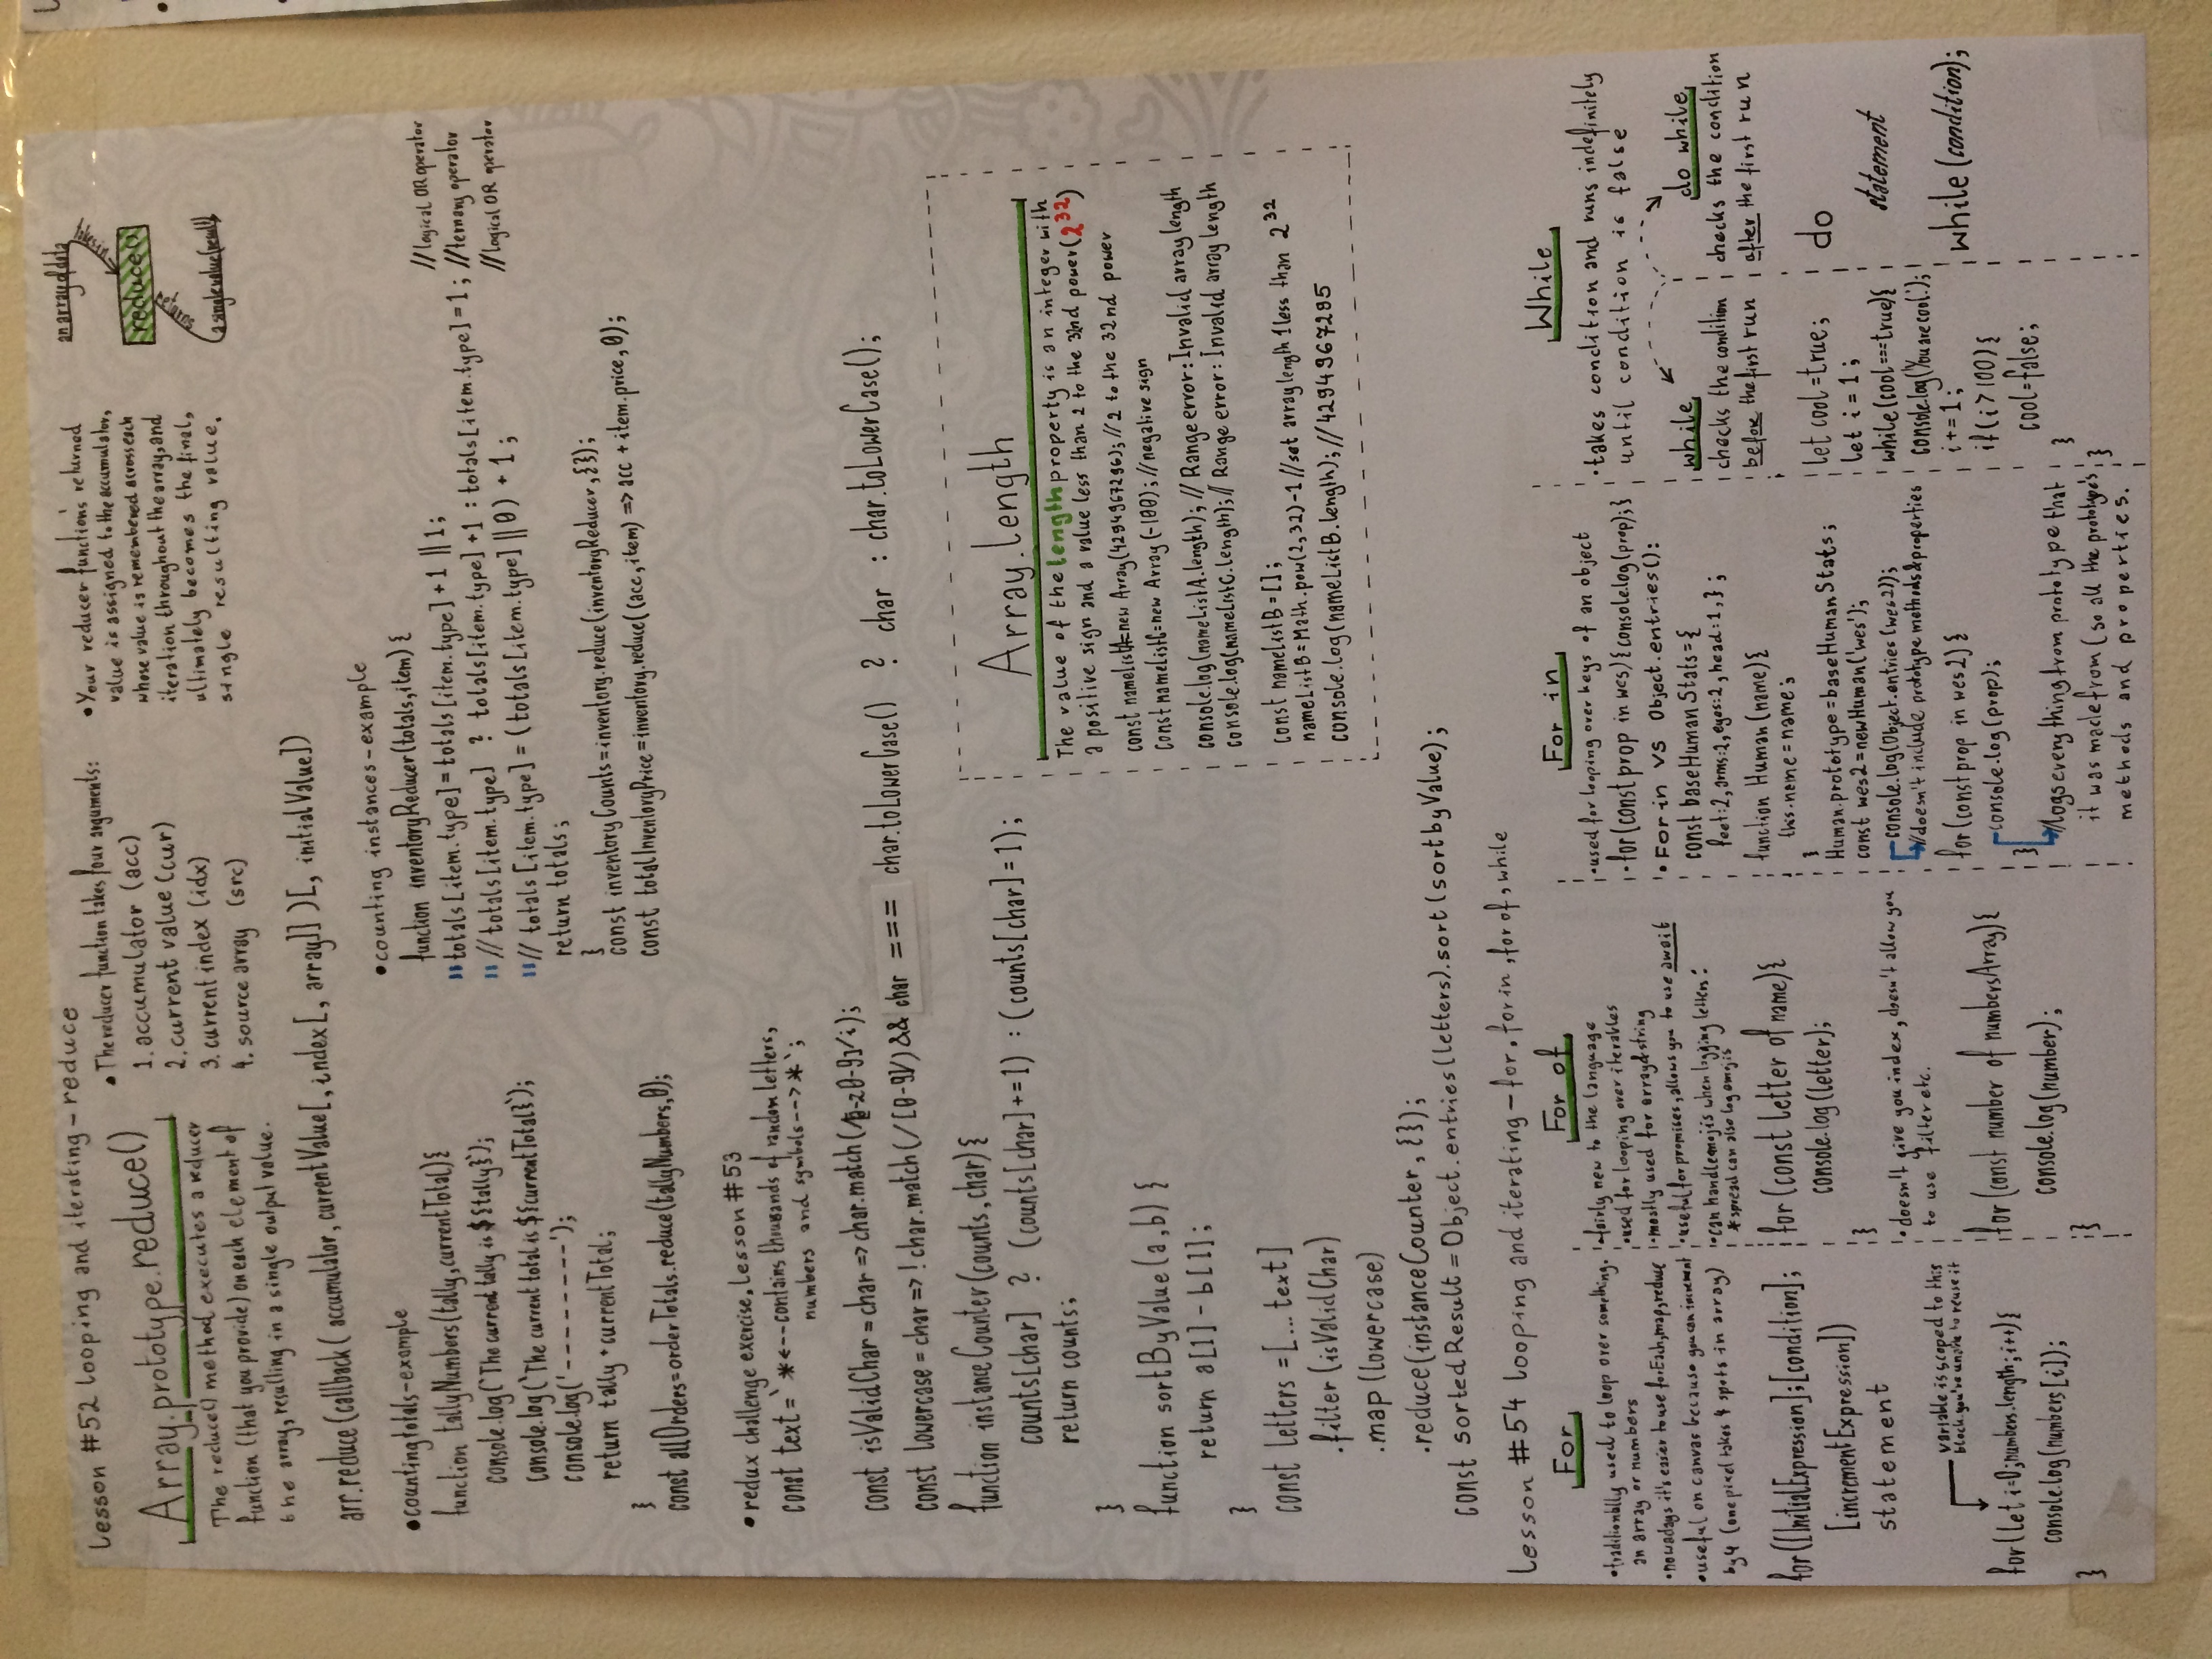 Lesson #52 looping and iterating - reduce
Array.prototype.reduce()
The reduce() method executes a reducer
function (that you provide) on each element of
the array, resulting in a single output value.
• The reducer function takes four arguments:
1. accumulator (acc)
2. current value (cur)
3. current index (idx)
4. source array (src)
• Your reducer function's returned
value is assigned to the accumulator,
whose value is remembered across each
iteration throughout the array, and
ultimately becomes the final,
single resulting value.
an array of data
reduce()
returns
a single value (result)
arr.reduce(callback( accumulator, currentValue[, index[, array]] )[, initialValue])
• counting totals - example
function tallyNumbers(tally, currentTotal){
console.log(`The current tally is ${tally}`);
console.log(`The current total is ${currentTotal}`);
console.log('--------');
return tally + currentTotal;
}
const allOrders=orderTotals.reduce(tallyNumbers,0);
• counting instances - example
function inventoryReducer(totals,item) {
totals[item.type]=totals[item.type]+1 || 1; //logical OR operator
// totals[item.type] ? totals[item.type]+1 : totals[item.type]=1; //ternary operator
// totals[item.type] = (totals[item.type] || 0) + 1; //logical OR operator
return totals;
}
const inventoryCounts=inventory.reduce(inventoryReducer,{});
const totalInventoryPrice=inventory.reduce((acc,item) => acc + item.price, 0);
• redux challenge exercise, Lesson #53
const text=`*<--contains thousands of random letters,
numbers and symbols-->*`;
const isValidChar = char => char.match(/[a-z0-9]/i);
const lowercase = char => ! char.match(/[0-9]/) && char === char.toLowerCase() ? char : char.toLowerCase();
function instanceCounter(counts,char){
counts[char] ? (counts[char]+=1) : (counts[char]=1);
return counts;
}
function sortByValue(a,b) {
return a[1] - b[1];
}
const letters =[...text]
.filter(isValidChar)
.map(lowercase)
.reduce(instanceCounter, {});
const sortedResult = Object.entries(letters).sort(sortbyValue);
Array.length
The value of the length property is an integer with
a positive sign and a value less than 2 to the 32nd power(2³²)
const namelistA=new Array(4294967296); //2 to the 32nd power
const namelistC=new Array(-100); //negative sign
console.log(nameListA.length); // Range error: Invalid array length
console.log(nameListC.length); // Range error: Invalid array length
const namelistB=[];
nameListB=Math.pow(2,32)-1 //set array length 1 less than 2³²
console.log(nameListB.length); //4294967295
Lesson #54 looping and iterating - for, for in, for of, while
For
• traditionally used to loop over something.
an array or numbers
• nowadays it's easier to use forEach, map, reduce
• useful on canvas because you can increment
by 4 (one pixel takes 4 spots in array)
for([InitialExpression];[condition];
[incrementExpression])
statement
variable is scoped to this
block. you're unable to reuse it
for(let i=0;numbers.length;i++){
console.log(numbers[i]);
}
For of
• fairly new to the language
• used for looping over iterables
• mostly used for array&string
• useful for promises, allows you to use await
• can handle emojis when logging letters:
* spread can also log emojis
for (const letter of name){
console.log(letter);
}
• doesn't give you index, doesn't allow you
to use filter etc.
for (const number of numbersArray){
console.log(number);
}
For in
• used for looping over keys of an object
• for(const prop in wes){console.log(prop);}
• For in vs Object.entries():
const baseHumanStats={
feet:2, arms:2, eyes:2, head:1,};
function Human(name){
this.name=name;
}
Human.prototype=baseHumanStats;
const wes2=newHuman('wes');
console.log(Object.entries(wes2));
//doesn't include prototype methods&properties
for(const prop in wes2) {
console.log(prop);
}
//logs everything from prototype that
it was made from (so all the prototype's
methods and properties.
While
• takes condition and runs indefinitely
until condition is false
while
checks the condition
before the first run
let cool=true;
let i=1;
while(cool===true){
console.log('You are cool.');
i+=1;
if(i>100){
cool=false;
}
}
do while
checks the condition
after the first run
do
statement
while (condition);